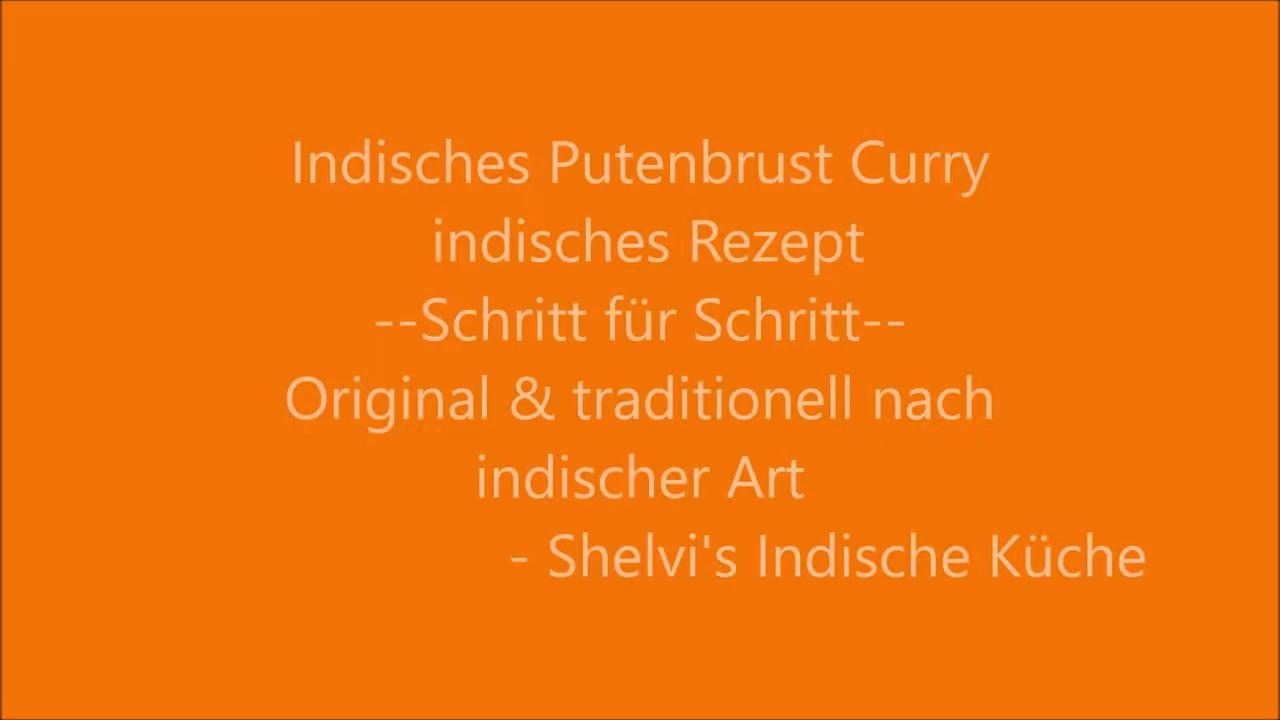 Indisches Putenbrust Curry
indisches Rezept
--Schritt für Schritt--
Original & traditionell nach
indischer Art
- Shelvi's Indische Küche